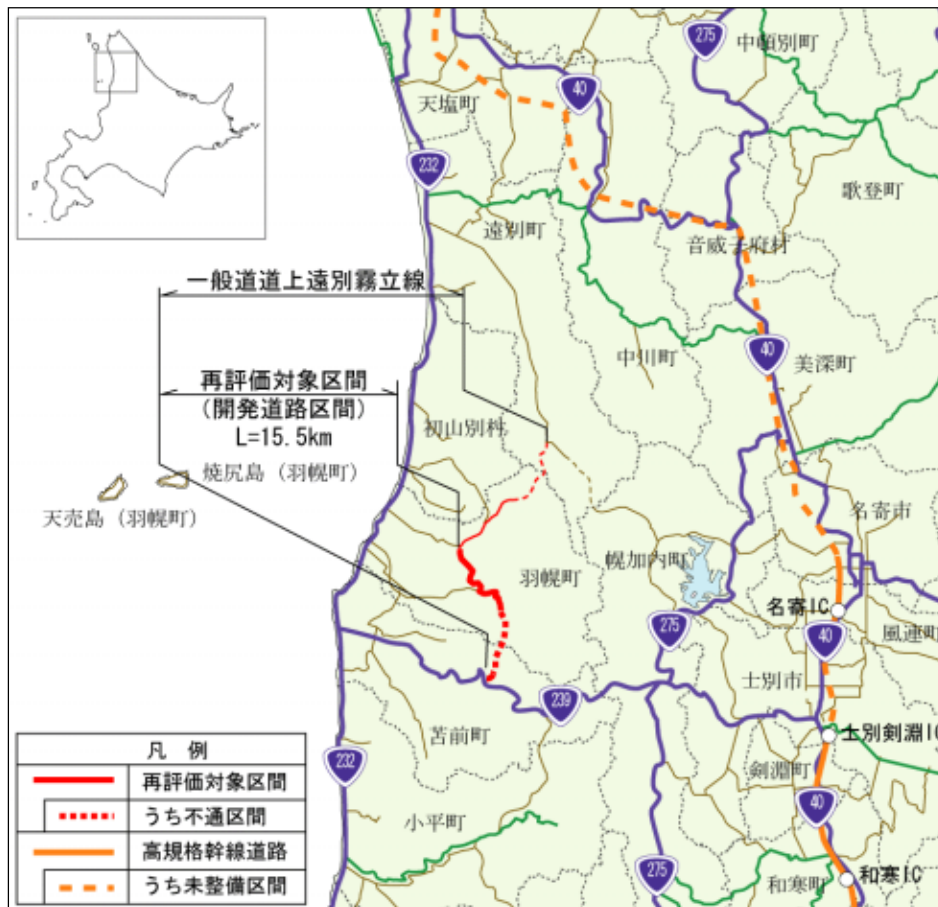 275
中頓別町
40
天塩町
232
歌登町
遠別町
音威子府村
一般道道上遠別霧立線
40
中川町
美深町
再評価対象区間
(開発道路区間)
L=15.5km
初山別村
焼尻島（羽幌町）
天売島（羽幌町）
名寄市
羽幌町
幌加内町
名寄IC
275
40
風連町
士別市
239
苫前町
士別剣淵IC
232
剣淵町
40
小平町
275
和寒町
和寒IC
凡 例
再評価対象区間
うち不通区間
高規格幹線道路
うち未整備区間